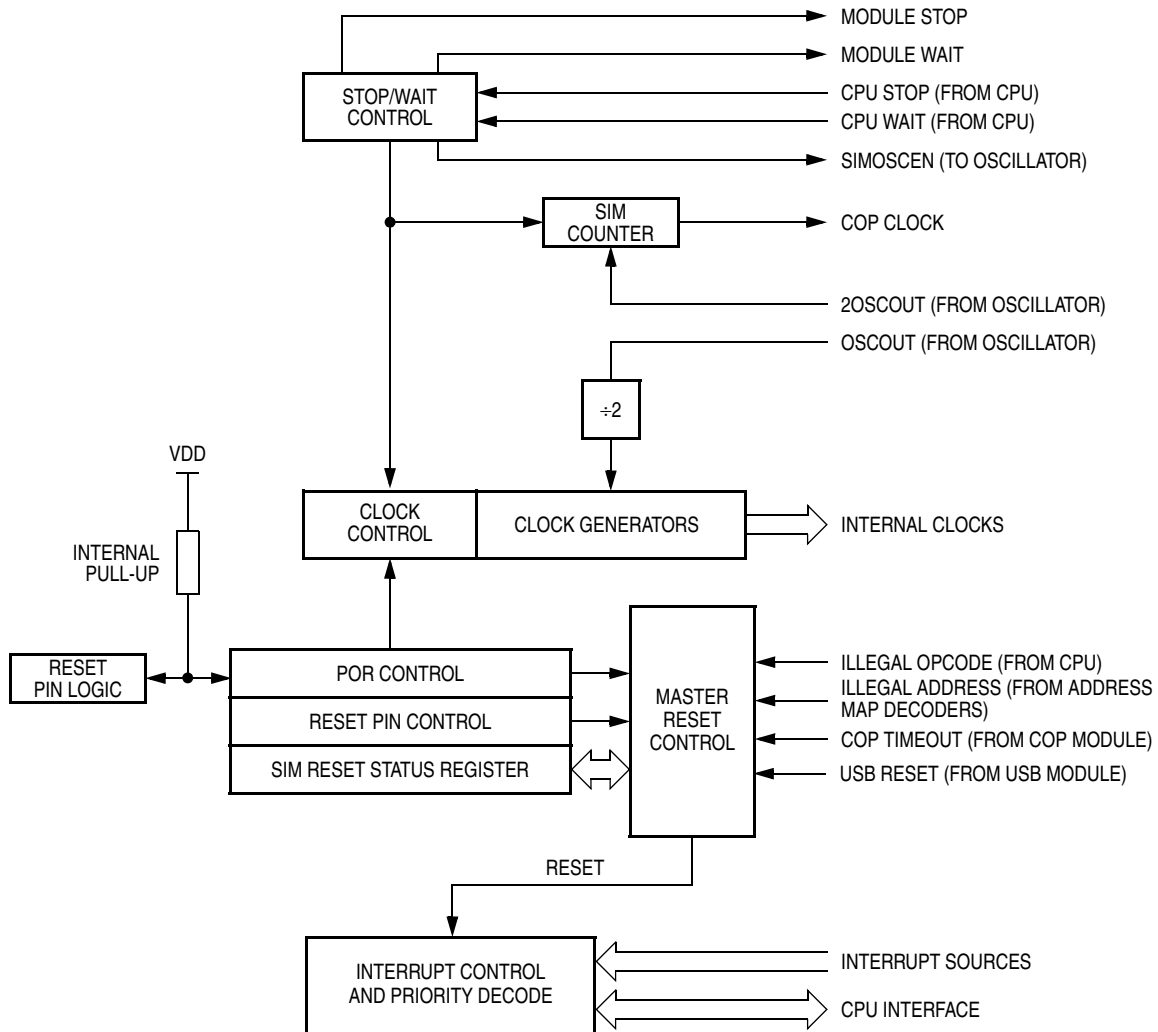 MODULE STOP
MODULE WAIT
STOP/WAIT
CONTROL
CPU STOP (FROM CPU)
CPU WAIT (FROM CPU)
SIMOSCEN (TO OSCILLATOR)
SIM
COUNTER
COP CLOCK
2OSCOUT (FROM OSCILLATOR)
OSCOUT (FROM OSCILLATOR)
÷2
VDD
INTERNAL
PULL-UP
CLOCK
CONTROL
CLOCK GENERATORS
INTERNAL CLOCKS
RESET
PIN LOGIC
POR CONTROL
RESET PIN CONTROL
SIM RESET STATUS REGISTER
MASTER
RESET
CONTROL
ILLEGAL OPCODE (FROM CPU)
ILLEGAL ADDRESS (FROM ADDRESS
MAP DECODERS)
COP TIMEOUT (FROM COP MODULE)
USB RESET (FROM USB MODULE)
RESET
INTERRUPT CONTROL
AND PRIORITY DECODE
INTERRUPT SOURCES
CPU INTERFACE